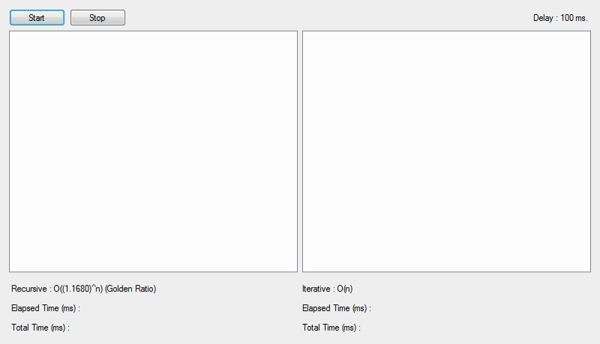 Start Stop Delay : 100 ms.
Recursive : O((1.1680)^n) (Golden Ratio) Iterative : O(n)
Elapsed Time (ms) : Elapsed Time (ms) :
Total Time (ms) : Total Time (ms) :